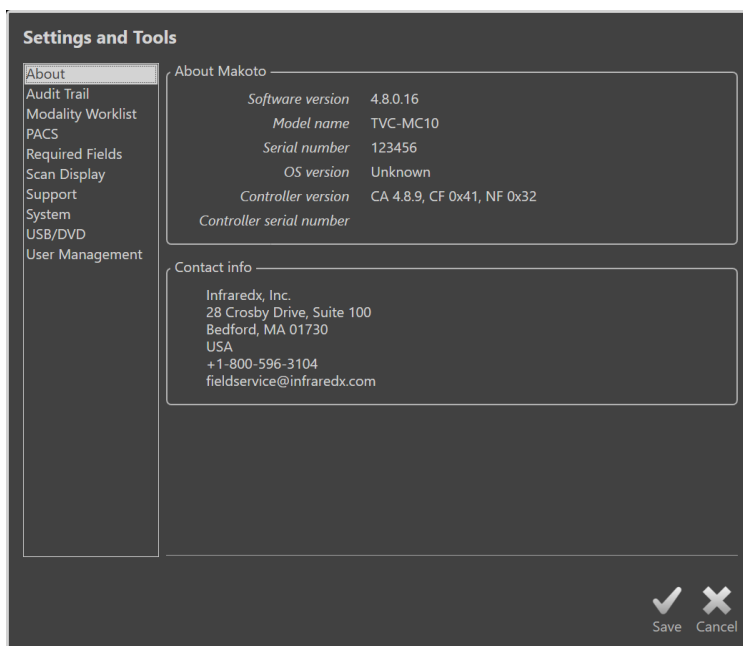 Settings and Tools
About
Audit Trail
Modality Worklist
PACS
Required Fields
Scan Display
Support
System
USB/DVD
User Management
About Makoto
Software version 4.8.0.16
Model name TVC-MC10
Serial number 123456
OS version Unknown
Controller version CA 4.8.9, CF 0x41, NF 0x32
Controller serial number
Contact info
Infraredx, Inc.
28 Crosby Drive, Suite 100
Bedford, MA 01730
USA
+1-800-596-3104
fieldservice@infraredx.com
Save Cancel